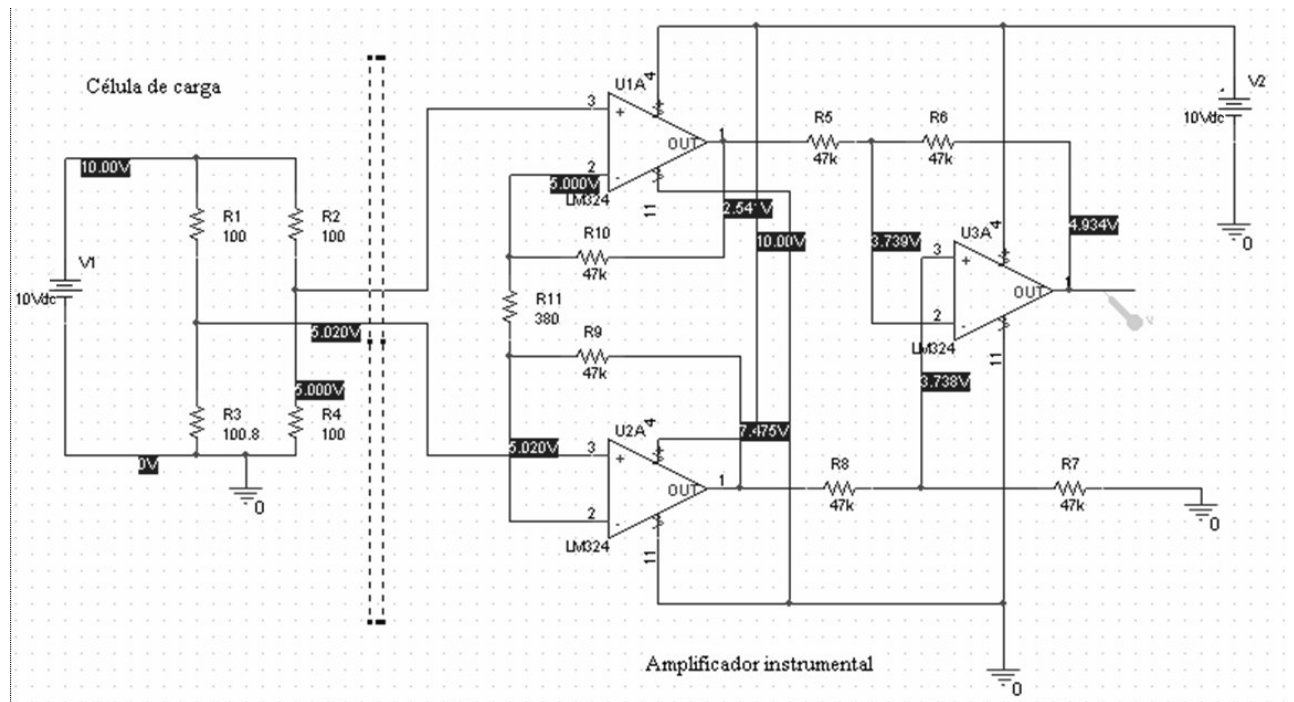 Célula de carga
10.00V
V1
10Vdc
R1
100
R2
100
5.020V
5.000V
R3
100.8
R4
100
0V
0
U1A
4
3
+
2
-
1
OUT
5.000V
LM324
11
R5
47k
R6
47k
V2
10Vdc
0
R10
47k
2.541V
10.00V
3.739V
4.934V
R11
380
U3A
4
3
+
2
-
1
OUT
LM324
11
V
R9
47k
3.738V
7.475V
U2A
4
5.020V
3
+
2
-
1
OUT
LM324
11
R8
47k
R7
47k
0
Amplificador instrumental
0